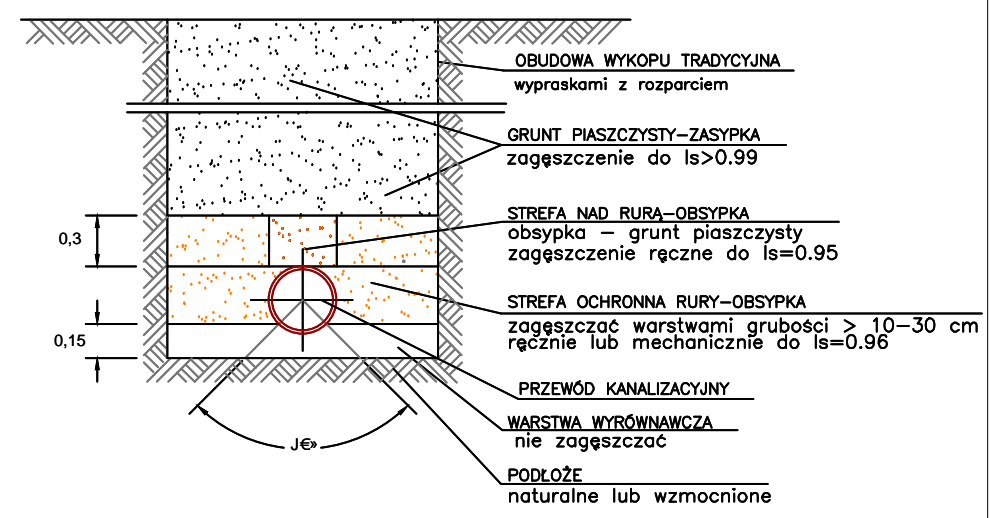 OBUDOWA WYKOPU TRADYCYJNA
wypraskami z rozparciem
GRUNT PIASZCZYSTY-ZASYPKA
zagęszczenie do Is>0.99
STREFA NAD RURĄ-OBSYPKA
obsypka - grunt piaszczysty
zagęszczenie ręczne do Is=0.95
0,3
STREFA OCHRONNA RURY-OBSYPKA
zagęszczać warstwami grubości > 10-30 cm
ręcznie lub mechanicznie do Is=0.96
0,15
PRZEWÓD KANALIZACYJNY
WARSTWA WYRÓWNAWCZA
nie zagęszczać
J€»
PODŁOŻE
naturalne lub wzmocnione